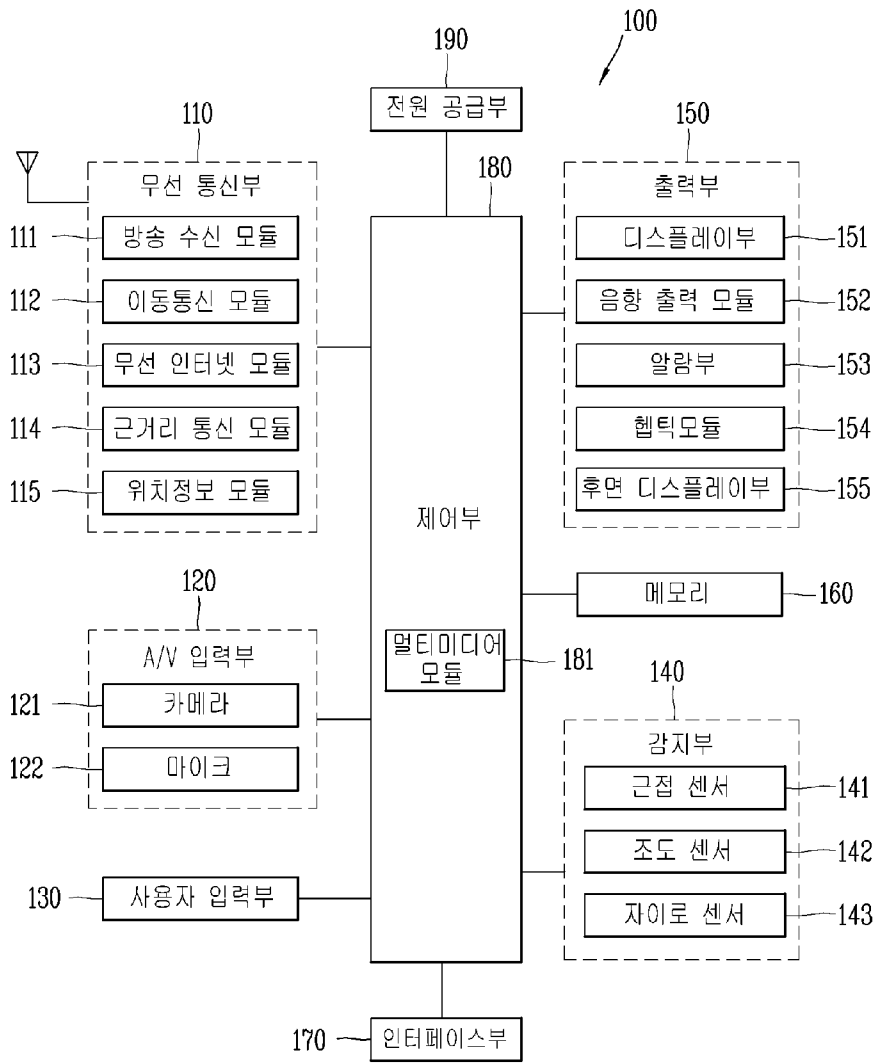 100
190
전원 공급부
110
무선 통신부
111 방송 수신 모듈
112 이동통신 모듈
113 무선 인터넷 모듈
114 근거리 통신 모듈
115 위치정보 모듈
120
A/V 입력부
121 카메라
122 마이크
130 사용자 입력부
180
제어부
멀티미디어
모듈
181
150
출력부
디스플레이부 151
음향 출력 모듈 152
알람부 153
헵틱모듈 154
후면 디스플레이부 155
메모리 160
140
감지부
근접 센서 141
조도 센서 142
자이로 센서 143
170 인터페이스부